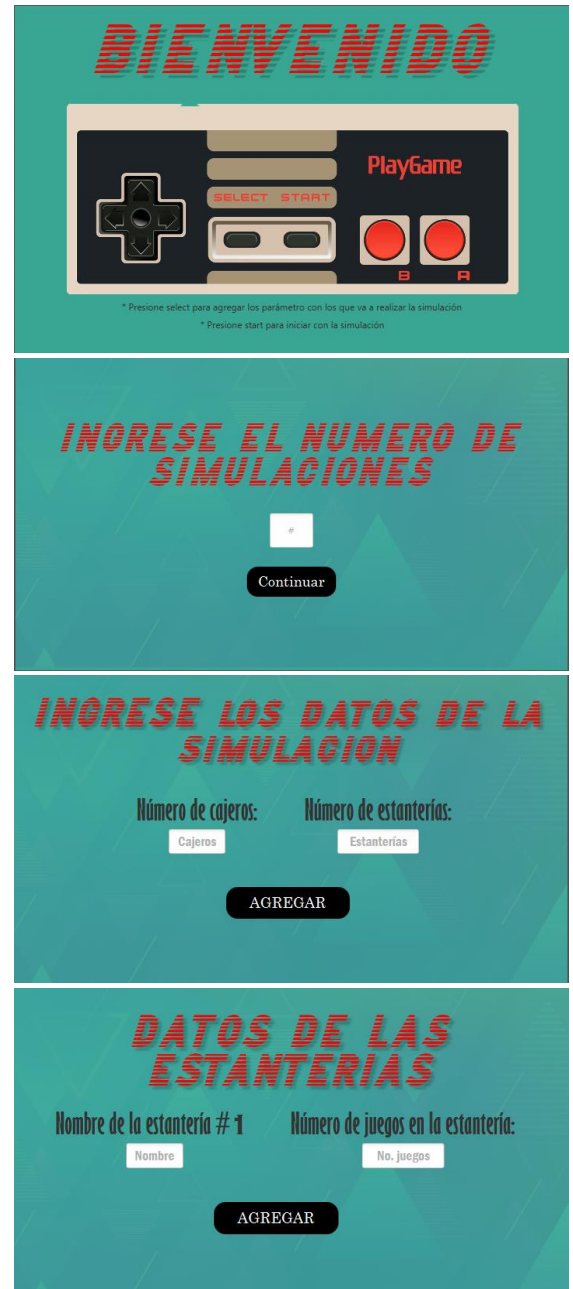 BIENVENIDO
PlayGame
SELECT START
B A
* Presione select para agregar los parámetro con los que va a realizar la simulación
* Presione start para iniciar con la simulación
INGRESE EL NUMERO DE
SIMULACIONES
#
Continuar
INGRESE LOS DATOS DE LA
SIMULACION
Número de cajeros: Número de estanterías:
Cajeros Estanterías
AGREGAR
DATOS DE LAS
ESTANTERIAS
Nombre de la estantería # 1 Número de juegos en la estantería:
Nombre No. juegos
AGREGAR